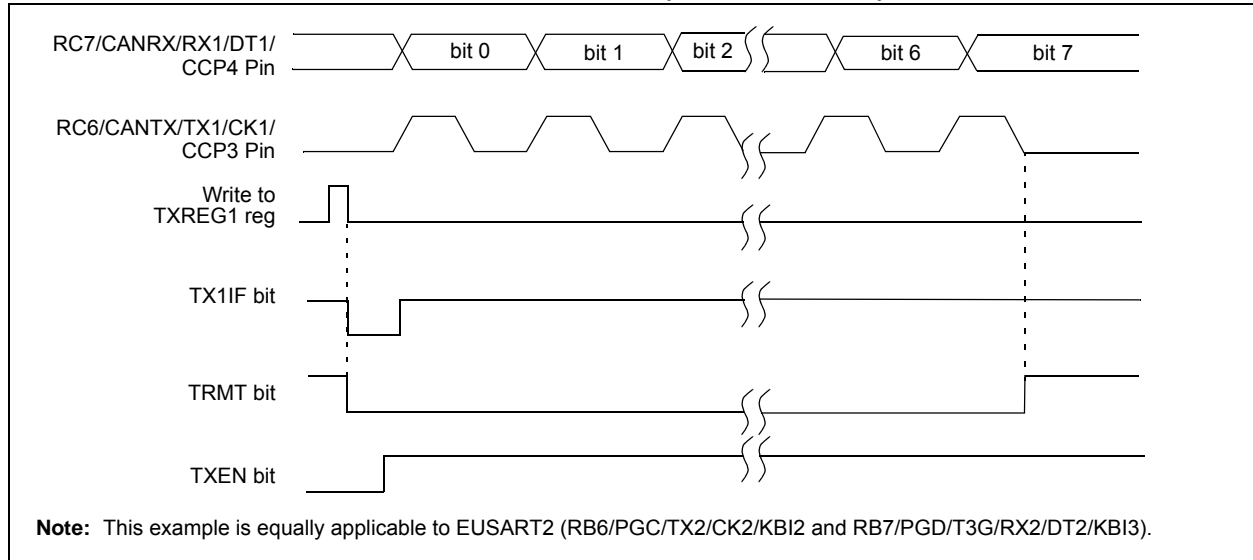 RC7/CANRX/RX1/DT1/
CCP4 Pin
bit 0
bit 1
bit 2
bit 6
bit 7
RC6/CANTX/TX1/CK1/
CCP3 Pin
Write to
TXREG1 reg
TX1IF bit
TRMT bit
TXEN bit
Note: This example is equally applicable to EUSART2 (RB6/PGC/TX2/CK2/KBI2 and RB7/PGD/T3G/RX2/DT2/KBI3).